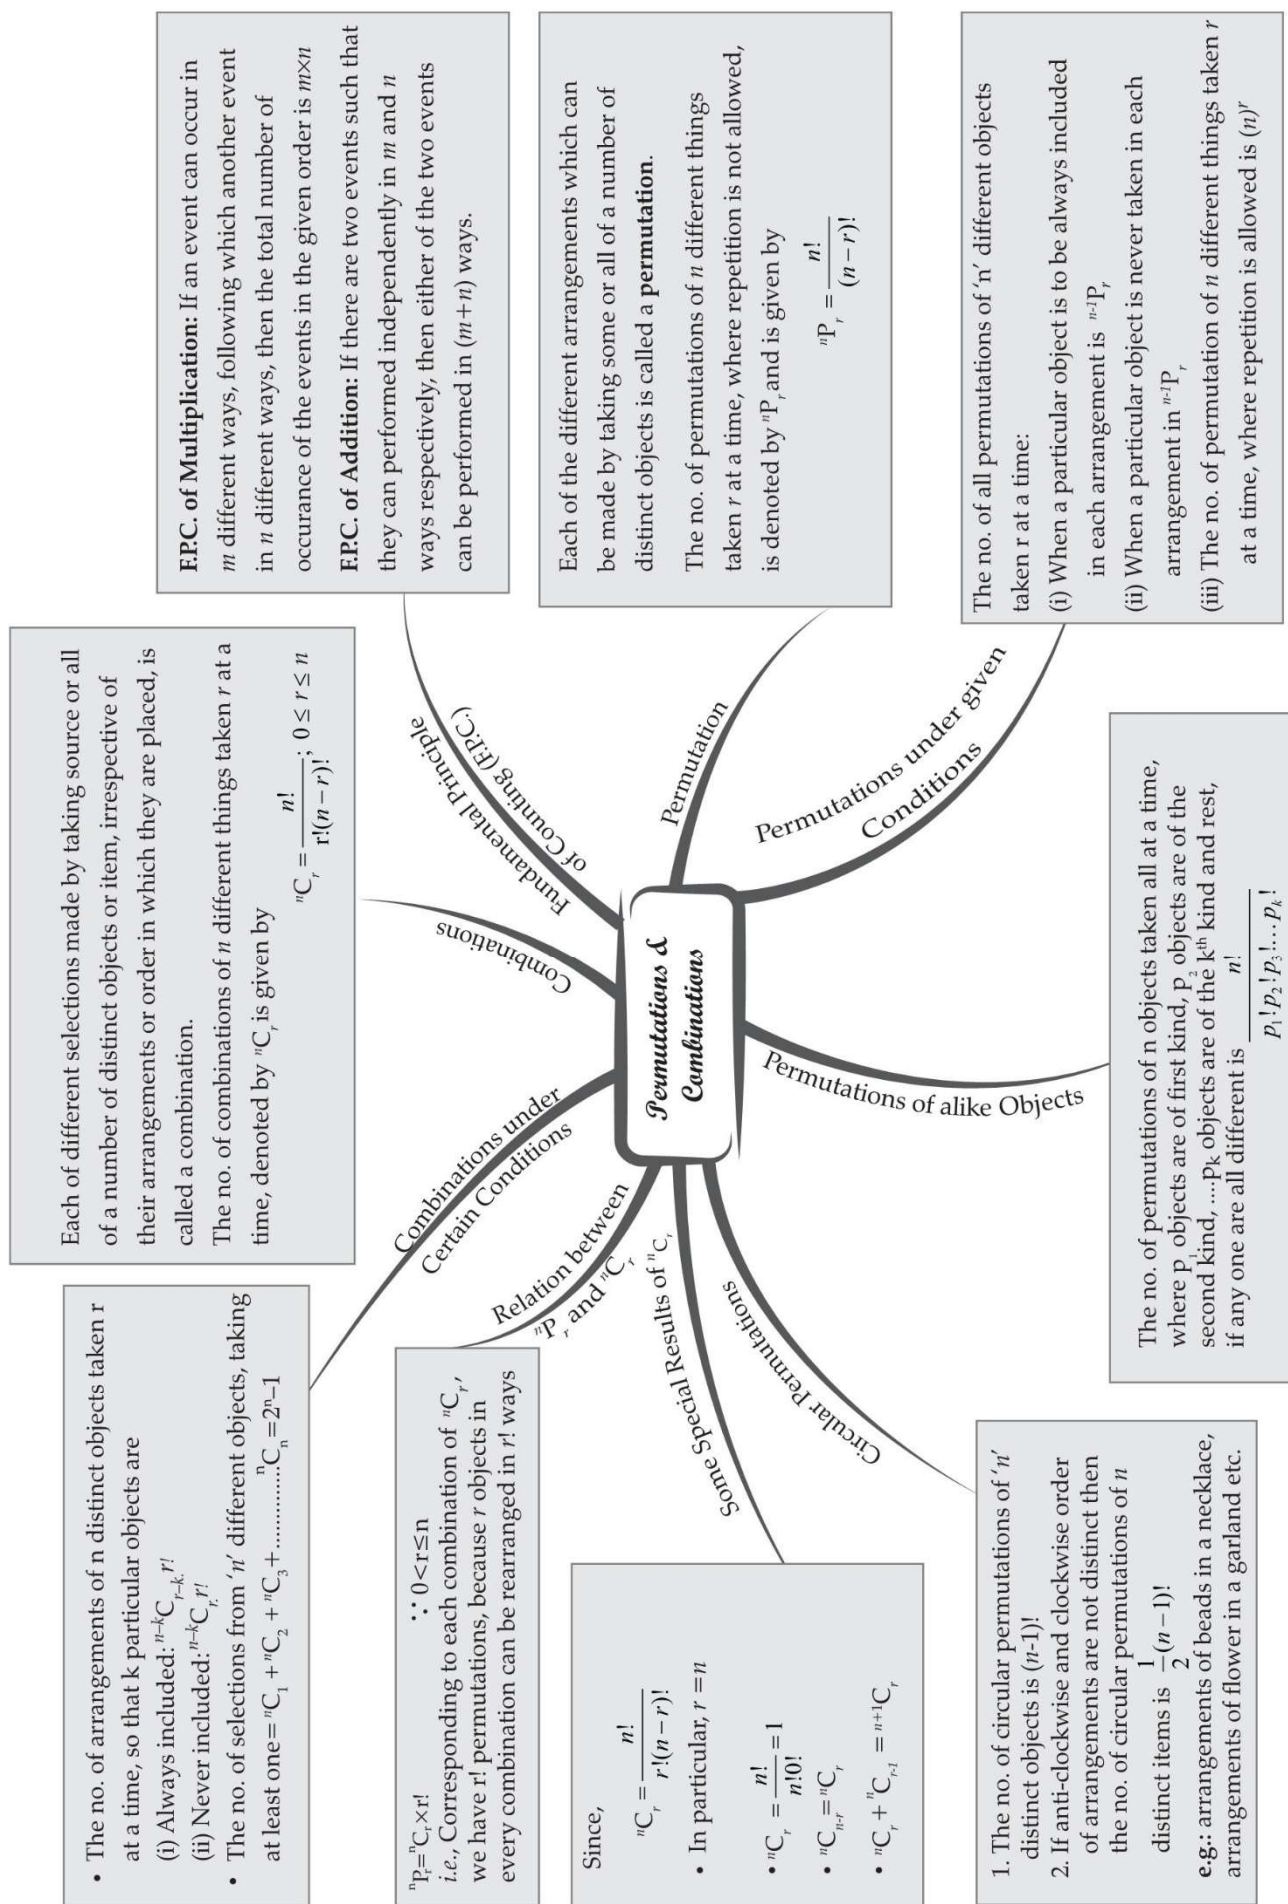 Permutations &
Combinations
Fundamental Principle
of Counting (F.P.C.)
F.P.C. of Multiplication: If an event can occur in
m different ways, following which another event
in n different ways, then the total number of
occurance of the events in the given order is m×n
F.P.C. of Addition: If there are two events such that
they can performed independently in m and n
ways respectively, then either of the two events
can be performed in (m+n) ways.
Permutation
Each of the different arrangements which can
be made by taking some or all of a number of
distinct objects is called a permutation.
The no. of permutations of n different things
taken r at a time, where repetition is not allowed,
is denoted by ⁿPᵣ and is given by
ⁿPᵣ = n!/(n−r)!
Permutations under given
Conditions
The no. of all permutations of 'n' different objects
taken r at a time:
(i) When a particular object is to be always included
in each arrangement is ⁿ⁻¹Pᵣ
(ii) When a particular object is never taken in each
arrangement in ⁿ⁻¹Pᵣ
(iii) The no. of permutation of n different things taken r
at a time, where repetition is allowed is (n)ʳ
Permutations of alike Objects
The no. of permutations of n objects taken all at a time,
where p₁ objects are of first kind, p₂ objects are of the
second kind, ....pₖ objects are of the kᵗʰ kind and rest,
if any one are all different is n!/(p₁!p₂!p₃!....pₖ!)
Circular Permutations
1. The no. of circular permutations of 'n'
distinct objects is (n-1)!
2. If anti-clockwise and clockwise order
of arrangements are not distinct then
the no. of circular permutations of n
distinct items is 1/2(n−1)!
e.g.: arrangements of beads in a necklace,
arrangements of flower in a garland etc.
Some Special Results of ⁿCᵣ
Since,
ⁿCᵣ = n!/(r!(n−r)!)
• In particular, r = n
• ⁿCᵣ = n!/(n!0!) = 1
• ⁿCₙ₋ᵣ = ⁿCᵣ
• ⁿCᵣ + ⁿCᵣ₋₁ = ⁿ⁺¹Cᵣ
Relation between
ⁿPᵣ and ⁿCᵣ
ⁿPᵣ=ⁿCᵣ×r! ∵ 0<r≤n
i.e., Corresponding to each combination of ⁿCᵣ,
we have r! permutations, because r objects in
every combination can be rearranged in r! ways
Combinations under
Certain Conditions
• The no. of arrangements of n distinct objects taken r
at a time, so that k particular objects are
(i) Always included: ⁿ⁻ᵏCᵣ₋ₖ.r!
(ii) Never included: ⁿ⁻ᵏCᵣ.r!
• The no. of selections from 'n' different objects, taking
at least one = ⁿC₁ + ⁿC₂ + ⁿC₃+.............ⁿCₙ = 2ⁿ–1
Combinations
Each of different selections made by taking source or all
of a number of distinct objects or item, irrespective of
their arrangements or order in which they are placed, is
called a combination.
The no. of combinations of n different things taken r at a
time, denoted by ⁿCᵣ is given by
ⁿCᵣ = n!/(r!(n−r)!); 0 ≤ r ≤ n